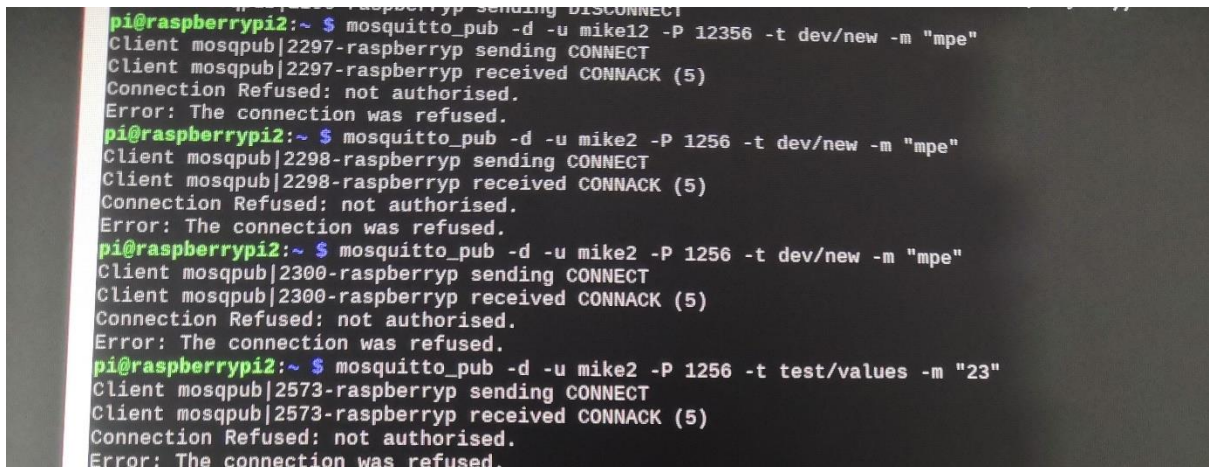 sending DISCONNECT
pi@raspberrypi2:~ $ mosquitto_pub -d -u mike12 -P 12356 -t dev/new -m "mpe"
Client mosqpub|2297-raspberryp sending CONNECT
Client mosqpub|2297-raspberryp received CONNACK (5)
Connection Refused: not authorised.
Error: The connection was refused.
pi@raspberrypi2:~ $ mosquitto_pub -d -u mike2 -P 1256 -t dev/new -m "mpe"
Client mosqpub|2298-raspberryp sending CONNECT
Client mosqpub|2298-raspberryp received CONNACK (5)
Connection Refused: not authorised.
Error: The connection was refused.
pi@raspberrypi2:~ $ mosquitto_pub -d -u mike2 -P 1256 -t dev/new -m "mpe"
Client mosqpub|2300-raspberryp sending CONNECT
Client mosqpub|2300-raspberryp received CONNACK (5)
Connection Refused: not authorised.
Error: The connection was refused.
pi@raspberrypi2:~ $ mosquitto_pub -d -u mike2 -P 1256 -t test/values -m "23"
Client mosqpub|2573-raspberryp sending CONNECT
Client mosqpub|2573-raspberryp received CONNACK (5)
Connection Refused: not authorised.
Error: The connection was refused.